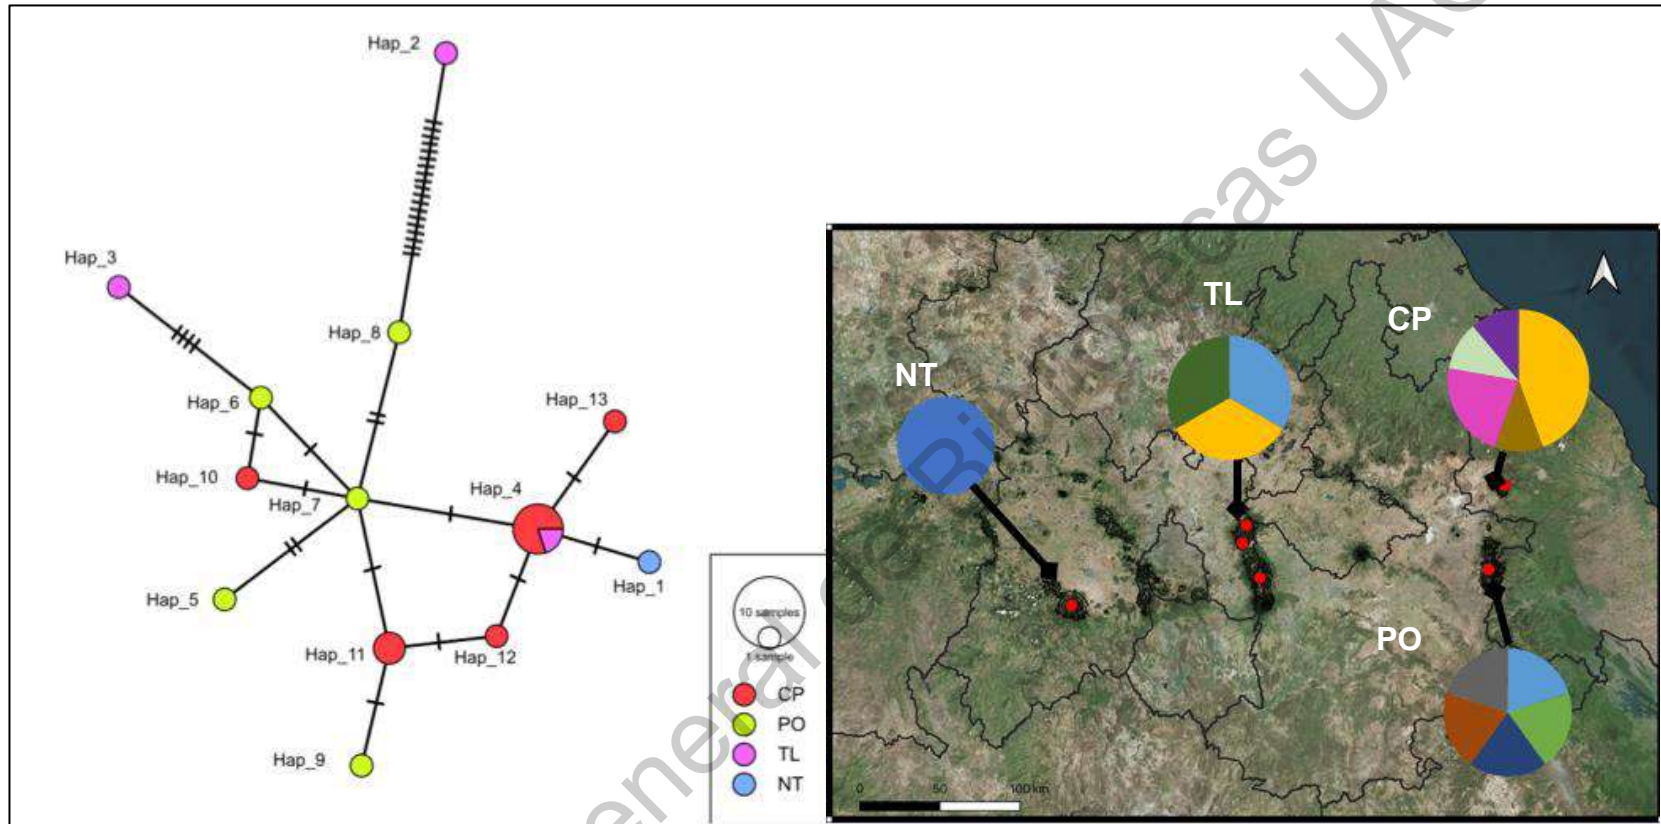 Hap_2
Hap_3
Hap_8
Hap_6
Hap_13
Hap_10
Hap_4
Hap_7
Hap_1
Hap_5
Hap_11
Hap_12
Hap_9
10 samples
1 sample
CP
PO
TL
NT
TL
CP
NT
PO
0 50 100 km